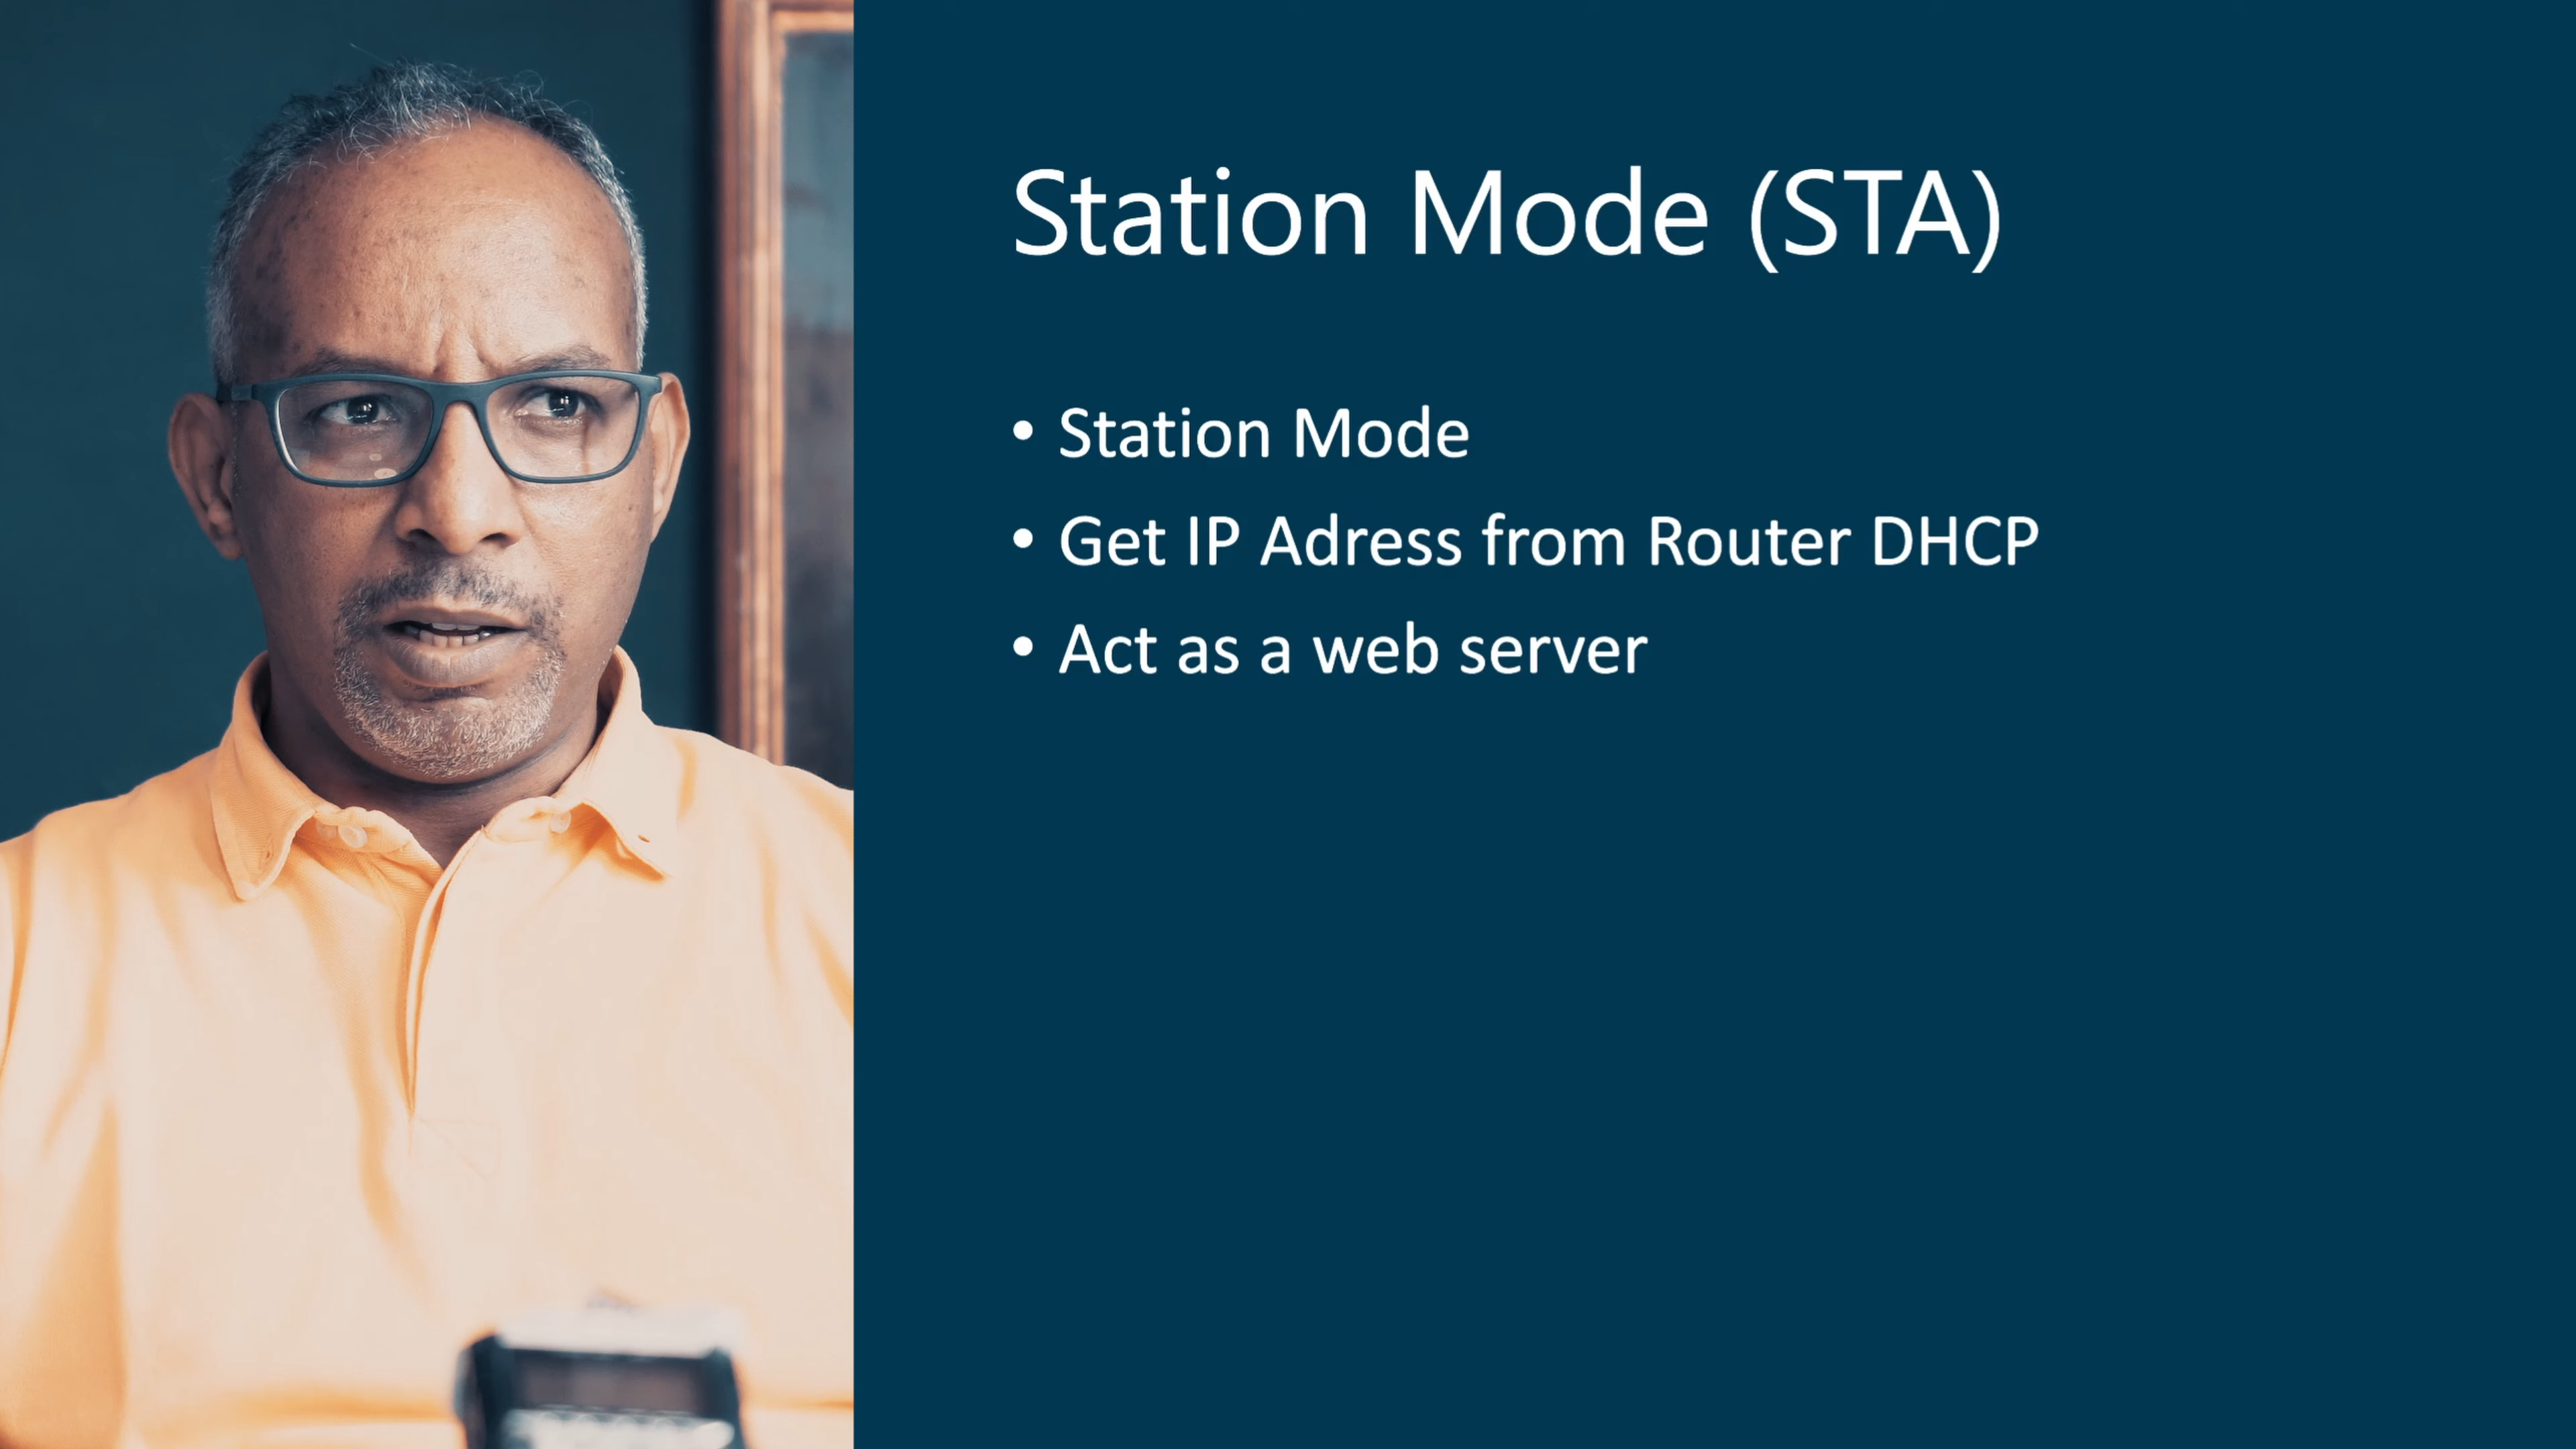 Station Mode (STA)
• Station Mode
• Get IP Adress from Router DHCP
• Act as a web server